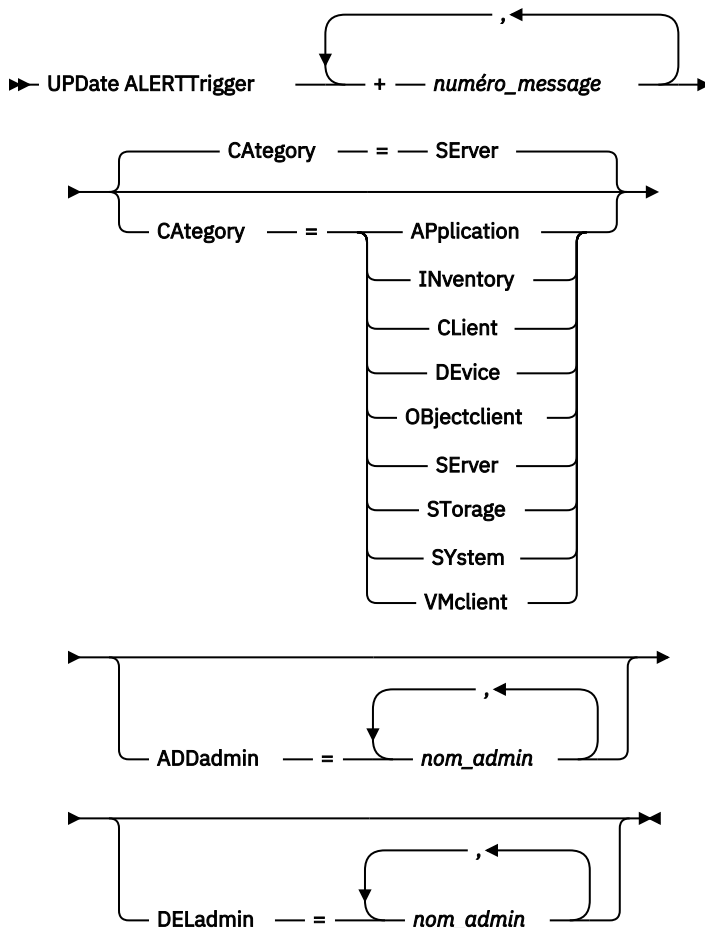 ,
UPDate ALERTTrigger + numéro_message
CAtegory = SErver
CAtegory = APplication
INventory
CLient
DEvice
OBjectclient
SErver
STorage
SYstem
VMclient
,
ADDadmin = nom_admin
,
DELadmin = nom_admin